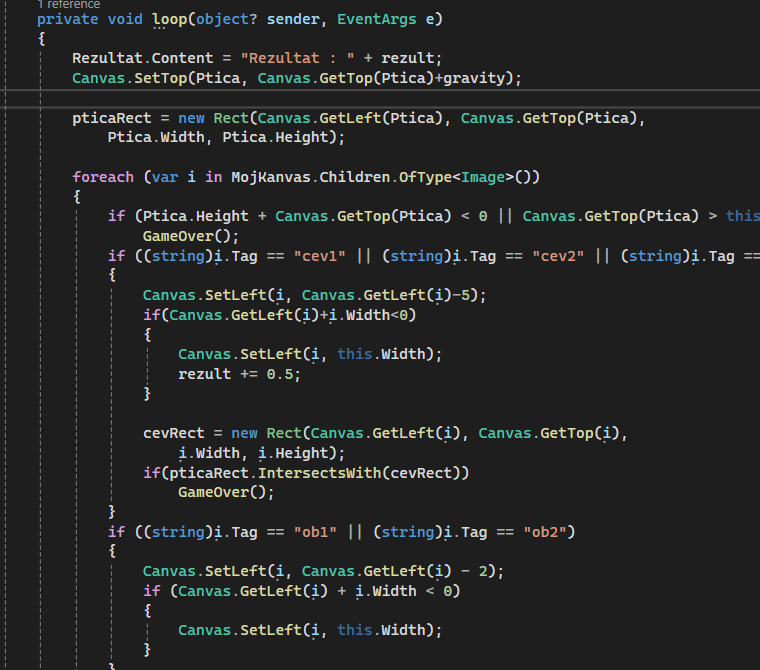 1 reference
private void loop(object? sender, EventArgs e)
{
Rezultat.Content = "Rezultat : " + rezult;
Canvas.SetTop(Ptica, Canvas.GetTop(Ptica)+gravity);
pticaRect = new Rect(Canvas.GetLeft(Ptica), Canvas.GetTop(Ptica),
Ptica.Width, Ptica.Height);
foreach (var i in MojKanvas.Children.OfType<Image>())
{
if (Ptica.Height + Canvas.GetTop(Ptica) < 0 || Canvas.GetTop(Ptica) > this
GameOver();
if ((string)i.Tag == "cev1" || (string)i.Tag == "cev2" || (string)i.Tag ==
{
Canvas.SetLeft(i, Canvas.GetLeft(i)-5);
if(Canvas.GetLeft(i)+i.Width<0)
{
Canvas.SetLeft(i, this.Width);
rezult += 0.5;
}
cevRect = new Rect(Canvas.GetLeft(i), Canvas.GetTop(i),
i.Width, i.Height);
if(pticaRect.IntersectsWith(cevRect))
GameOver();
}
if ((string)i.Tag == "ob1" || (string)i.Tag == "ob2")
{
Canvas.SetLeft(i, Canvas.GetLeft(i) - 2);
if (Canvas.GetLeft(i) + i.Width < 0)
{
Canvas.SetLeft(i, this.Width);
}
}